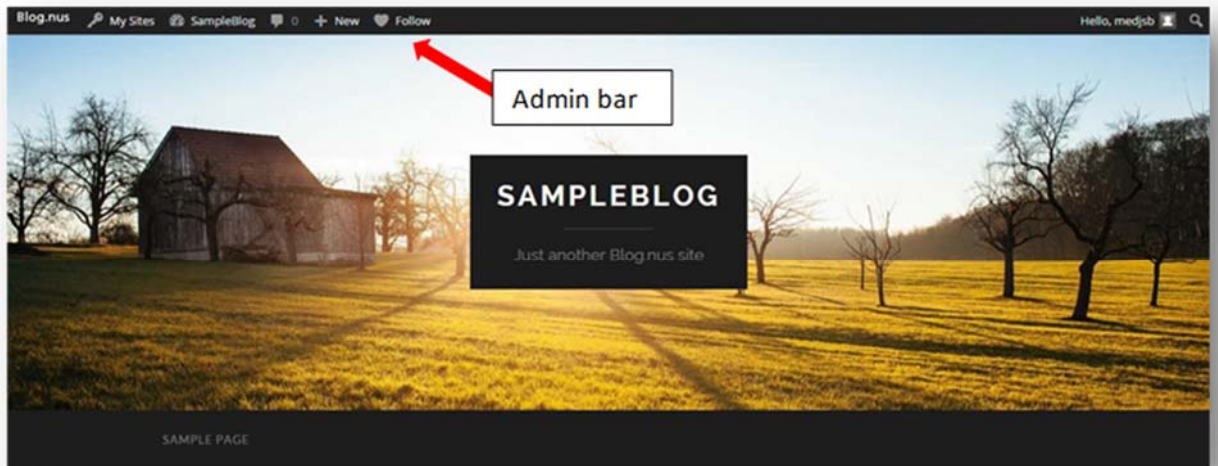 Blog.nus My Sites SampleBlog 0 New Follow Hello, medjsb
Admin bar
SAMPLEBLOG
Just another Blog.nus site
SAMPLE PAGE